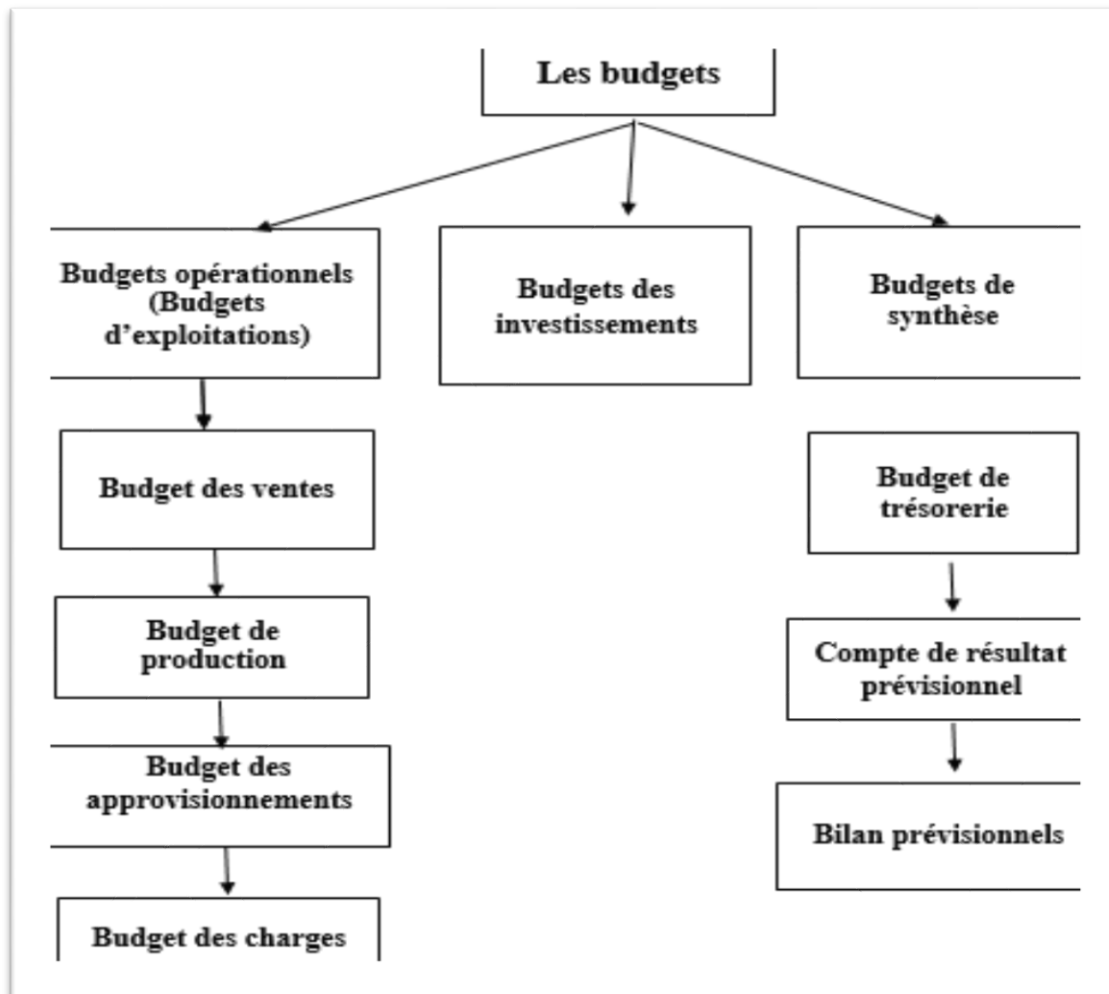 Les budgets
Budgets opérationnels
(Budgets
d’exploitations)
Budgets des
investissements
Budgets de
synthèse
Budget des ventes
Budget de
production
Budget des
approvisionnements
Budget des charges
Budget de
trésorerie
Compte de résultat
prévisionnel
Bilan prévisionnels